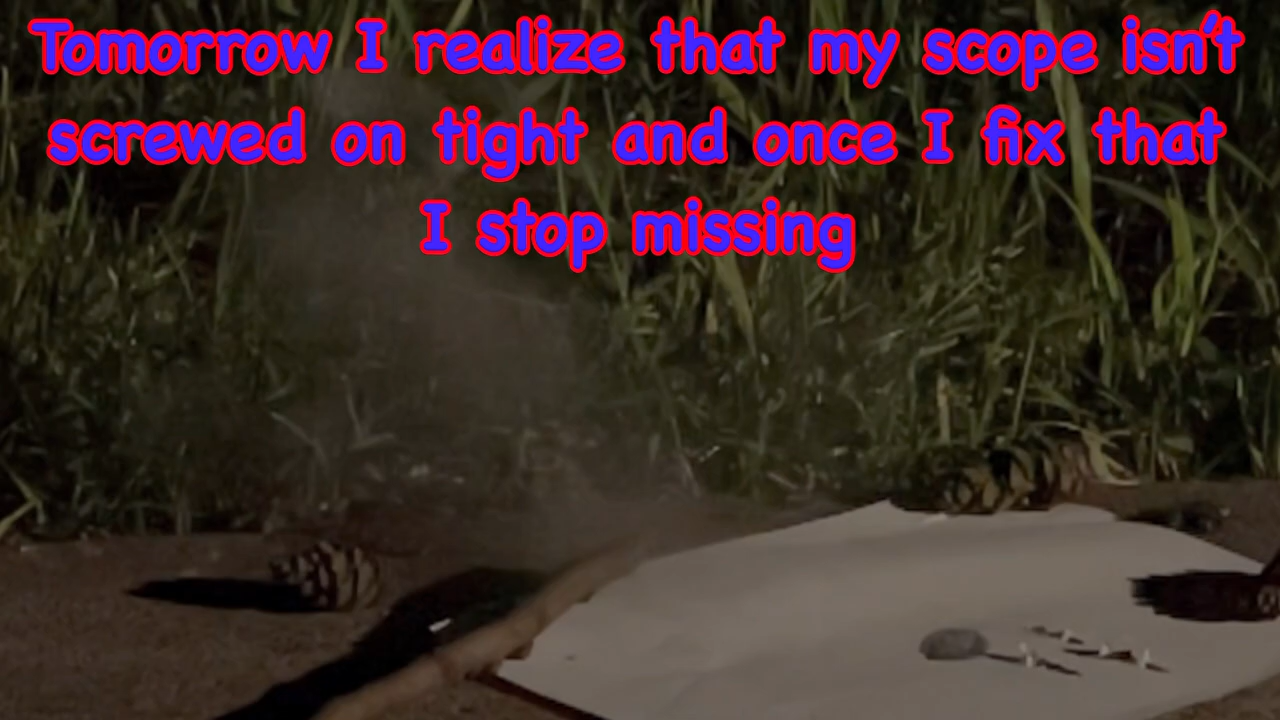 Tomorrow I realize that my scope isn't
screwed on tight and once I fix that
I stop missing